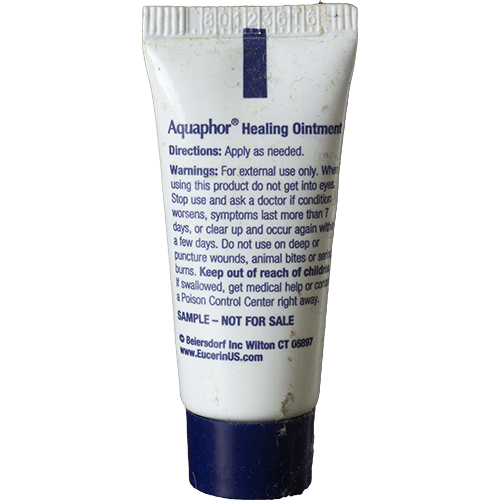 Aquaphor® Healing Ointment
Directions: Apply as needed.
Warnings: For external use only. When
using this product do not get into eyes.
Stop use and ask a doctor if condition
worsens, symptoms last more than 7
days, or clear up and occur again
a few days. Do not use on deep or
puncture wounds, animal bites or
burns. Keep out of reach of children
If swallowed, get medical help or
a Poison Control Center right away.
SAMPLE – NOT FOR SALE
© Beiersdorf Inc Wilton CT 06897
www.EucerinUS.com